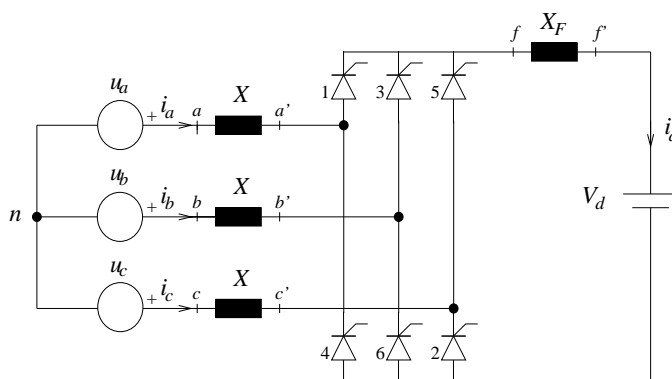 f X_F f'
1 3 5
u_a
i_a a X a'
i_d
u_b
n i_b b X b'
V_d
u_c
i_c c X c'
4 6 2